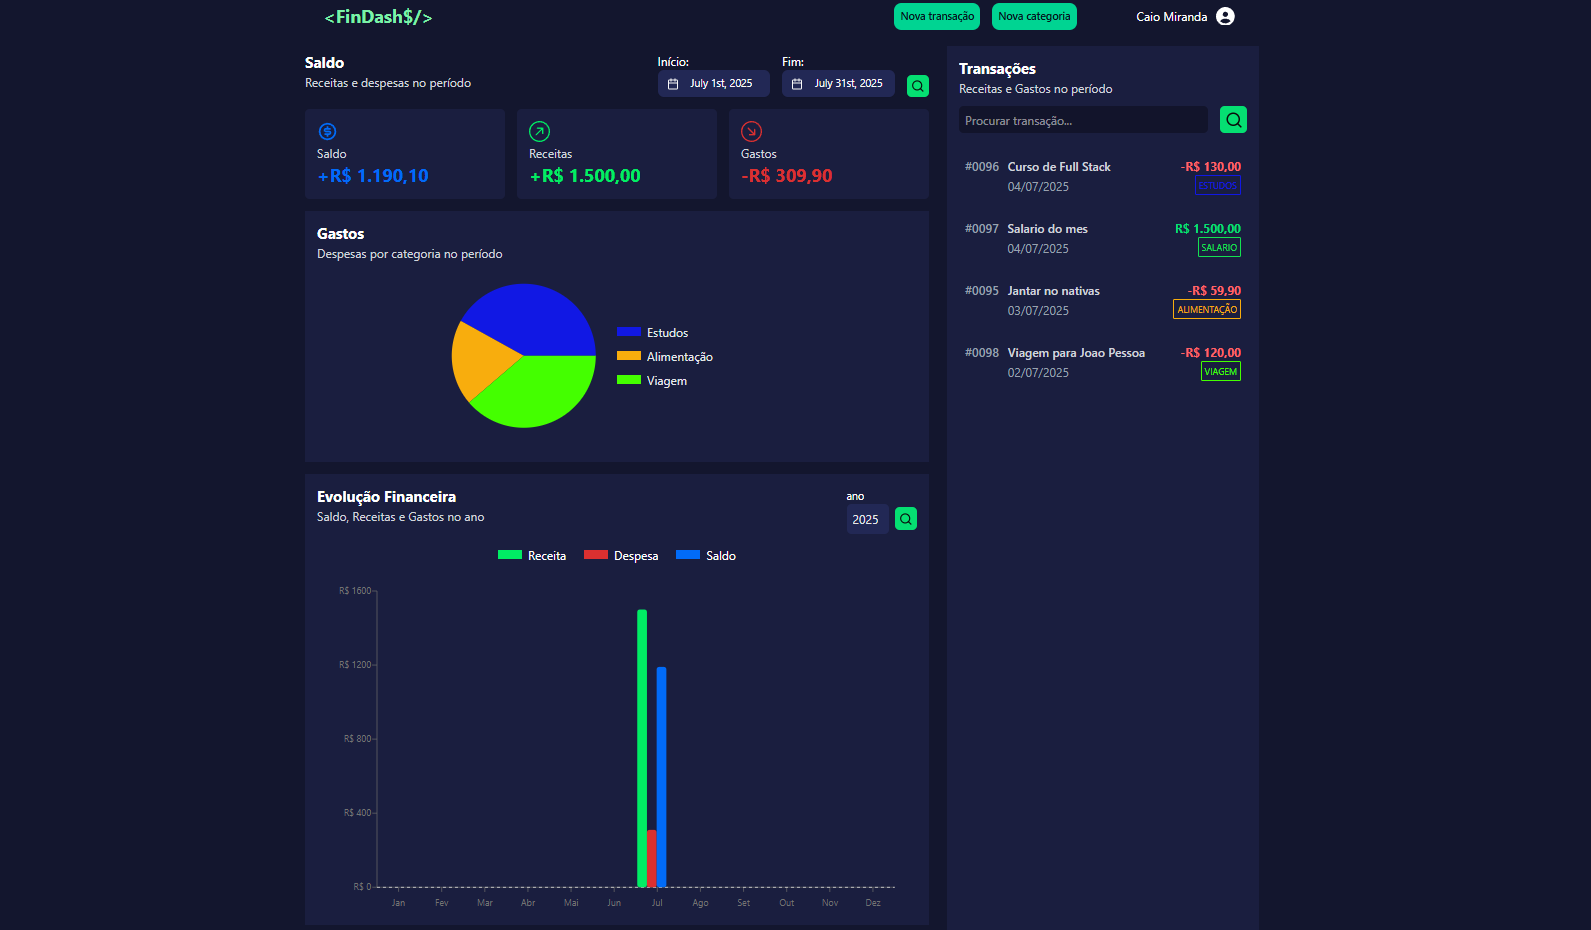 <FinDash$/>
Nova transação
Nova categoria
Caio Miranda
Saldo
Receitas e despesas no período
Início:
July 1st, 2025
Fim:
July 31st, 2025
Saldo
+R$ 1.190,10
Receitas
+R$ 1.500,00
Gastos
-R$ 309,90
Gastos
Despesas por categoria no período
Estudos
Alimentação
Viagem
Evolução Financeira
Saldo, Receitas e Gastos no ano
ano
2025
Receita Despesa Saldo
R$ 1600
R$ 1200
R$ 800
R$ 400
R$ 0
Jan Fev Mar Abr Mai Jun Jul Ago Set Out Nov Dez
Transações
Receitas e Gastos no período
Procurar transação...
#0096 Curso de Full Stack -R$ 130,00
04/07/2025 ESTUDOS
#0097 Salario do mes R$ 1.500,00
04/07/2025 SALARIO
#0095 Jantar no nativas -R$ 59,90
03/07/2025 ALIMENTAÇÃO
#0098 Viagem para Joao Pessoa -R$ 120,00
02/07/2025 VIAGEM